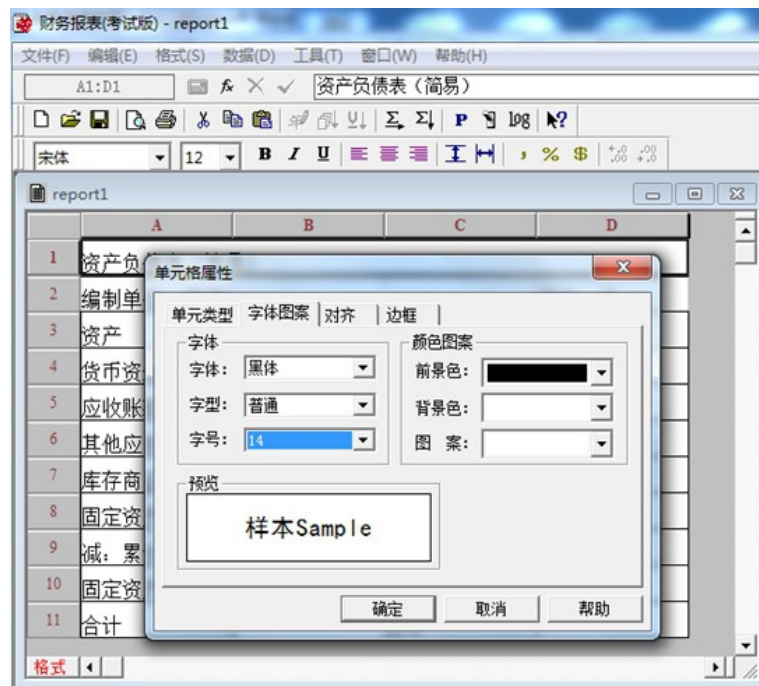 财务报表(考试版) - report1
文件(F) 编辑(E) 格式(S) 数据(D) 工具(T) 窗口(W) 帮助(H)
A1:D1 fx 资产负债表（简易）
Σ Σ P log
宋体 12 B I U , % $ .00 .00
report1
A B C D
1 资产负
2 编制单
3 资产
4 货币资
5 应收账
6 其他应
7 库存商
8 固定资
9 减：累
10 固定资
11 合计
单元格属性
单元类型 字体图案 对齐 边框
字体 颜色图案
字体： 黑体 前景色：
字型： 普通 背景色：
字号： 14 图 案：
预览
样本Sample
确定 取消 帮助
格式